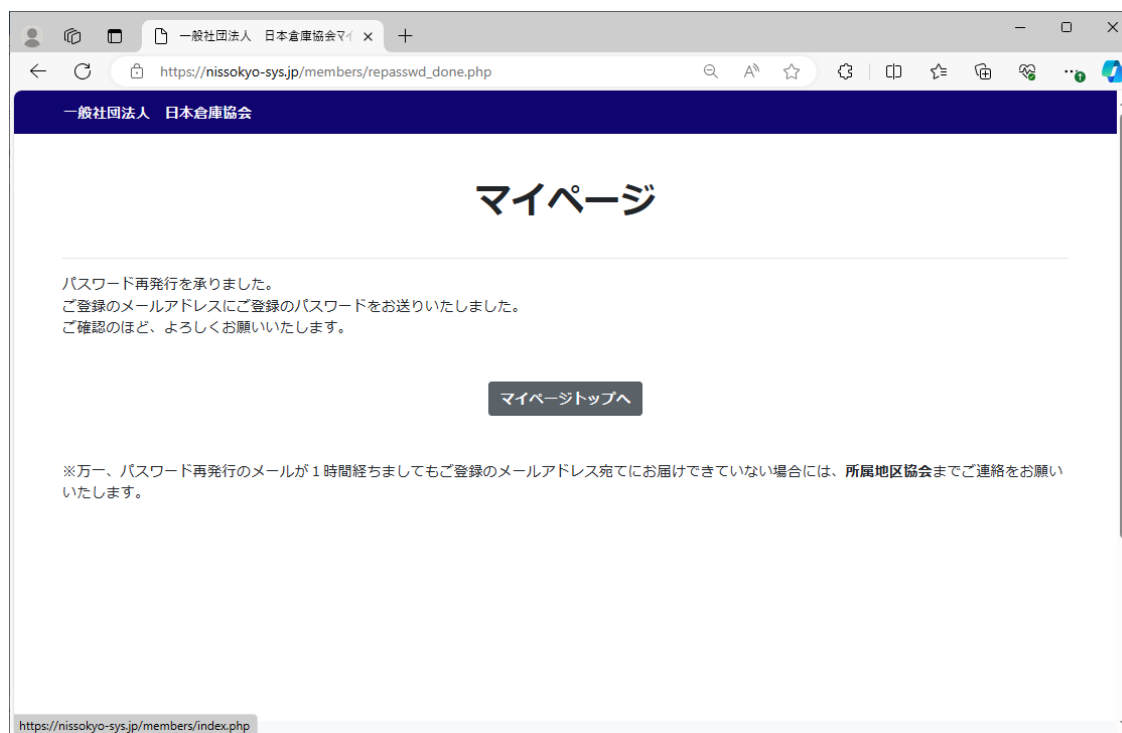 一般社団法人 日本倉庫協会マイ
https://nissokyo-sys.jp/members/repasswd_done.php
一般社団法人　日本倉庫協会
マイページ
パスワード再発行を承りました。
ご登録のメールアドレスにご登録のパスワードをお送りいたしました。
ご確認のほど、よろしくお願いいたします。
マイページトップへ
※万一、パスワード再発行のメールが１時間経ちましてもご登録のメールアドレス宛てにお届けできていない場合には、所属地区協会までご連絡をお願い
いたします。
https://nissokyo-sys.jp/members/index.php